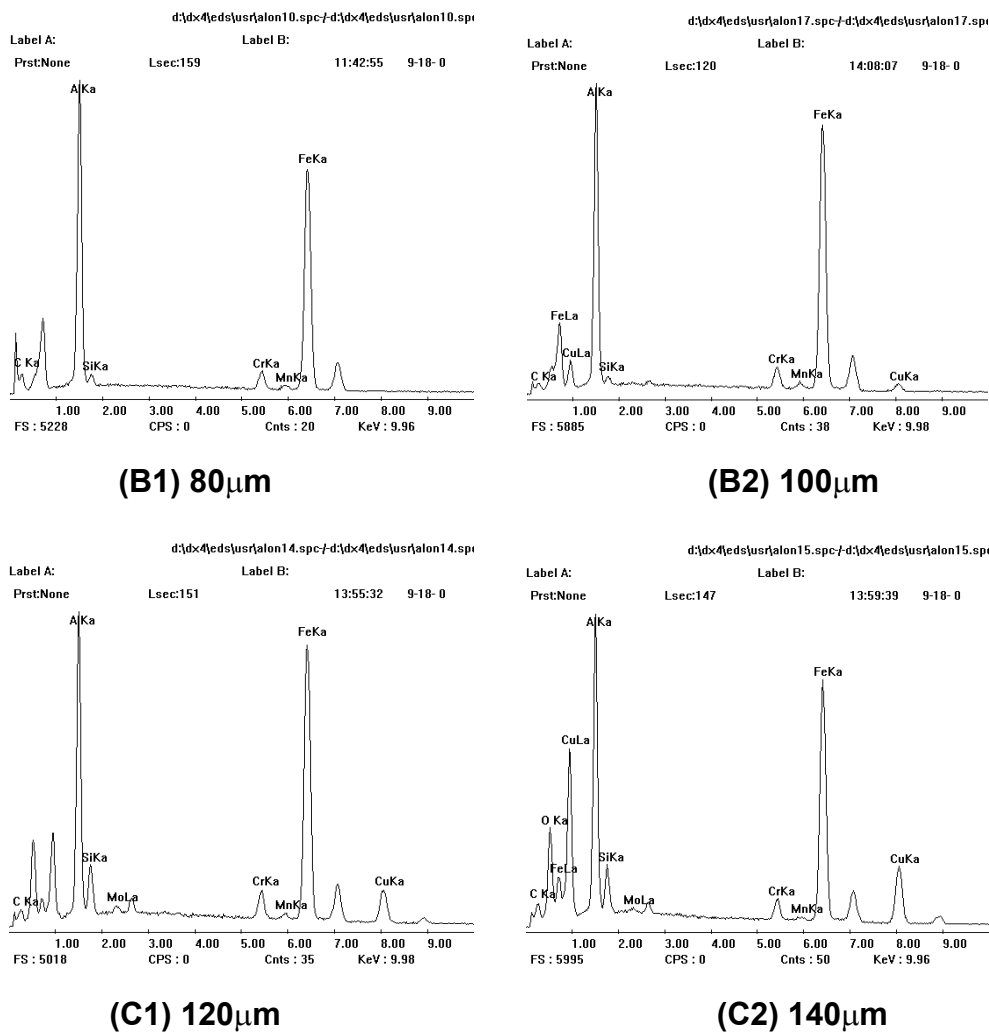 d:\dx4\eds\usr\alon10.spc-/-d:\dx4\eds\usr\alon10.spc
Label A: Label B:
Prst:None Lsec:159 11:42:55 9-18- 0
AlKa
FeKa
C Ka
SiKa
CrKa
MnKa
1.00 2.00 3.00 4.00 5.00 6.00 7.00 8.00 9.00
FS : 5228 CPS : 0 Cnts : 20 KeV : 9.96
(B1) 80μm
d:\dx4\eds\usr\alon17.spc-/-d:\dx4\eds\usr\alon17.
Label A: Label B:
Prst:None Lsec:120 14:08:07 9-18- 0
AlKa
FeKa
FeLa
CuLa
C Ka
SiKa
CrKa
MnKa
CuKa
1.00 2.00 3.00 4.00 5.00 6.00 7.00 8.00 9.00
FS : 5885 CPS : 0 Cnts : 38 KeV : 9.98
(B2) 100μm
d:\dx4\eds\usr\alon14.spc-/-d:\dx4\eds\usr\alon14.spc
Label A: Label B:
Prst:None Lsec:151 13:55:32 9-18- 0
AlKa
FeKa
SiKa
C Ka
MoLa
CrKa
MnKa
CuKa
1.00 2.00 3.00 4.00 5.00 6.00 7.00 8.00 9.00
FS : 5018 CPS : 0 Cnts : 35 KeV : 9.98
(C1) 120μm
d:\dx4\eds\usr\alon15.spc-/-d:\dx4\eds\usr\alon15.
Label A: Label B:
Prst:None Lsec:147 13:59:39 9-18- 0
AlKa
FeKa
CuLa
O Ka
FeLa
SiKa
CuKa
C Ka
MoLa
CrKa
MnKa
1.00 2.00 3.00 4.00 5.00 6.00 7.00 8.00 9.00
FS : 5995 CPS : 0 Cnts : 50 KeV : 9.96
(C2) 140μm